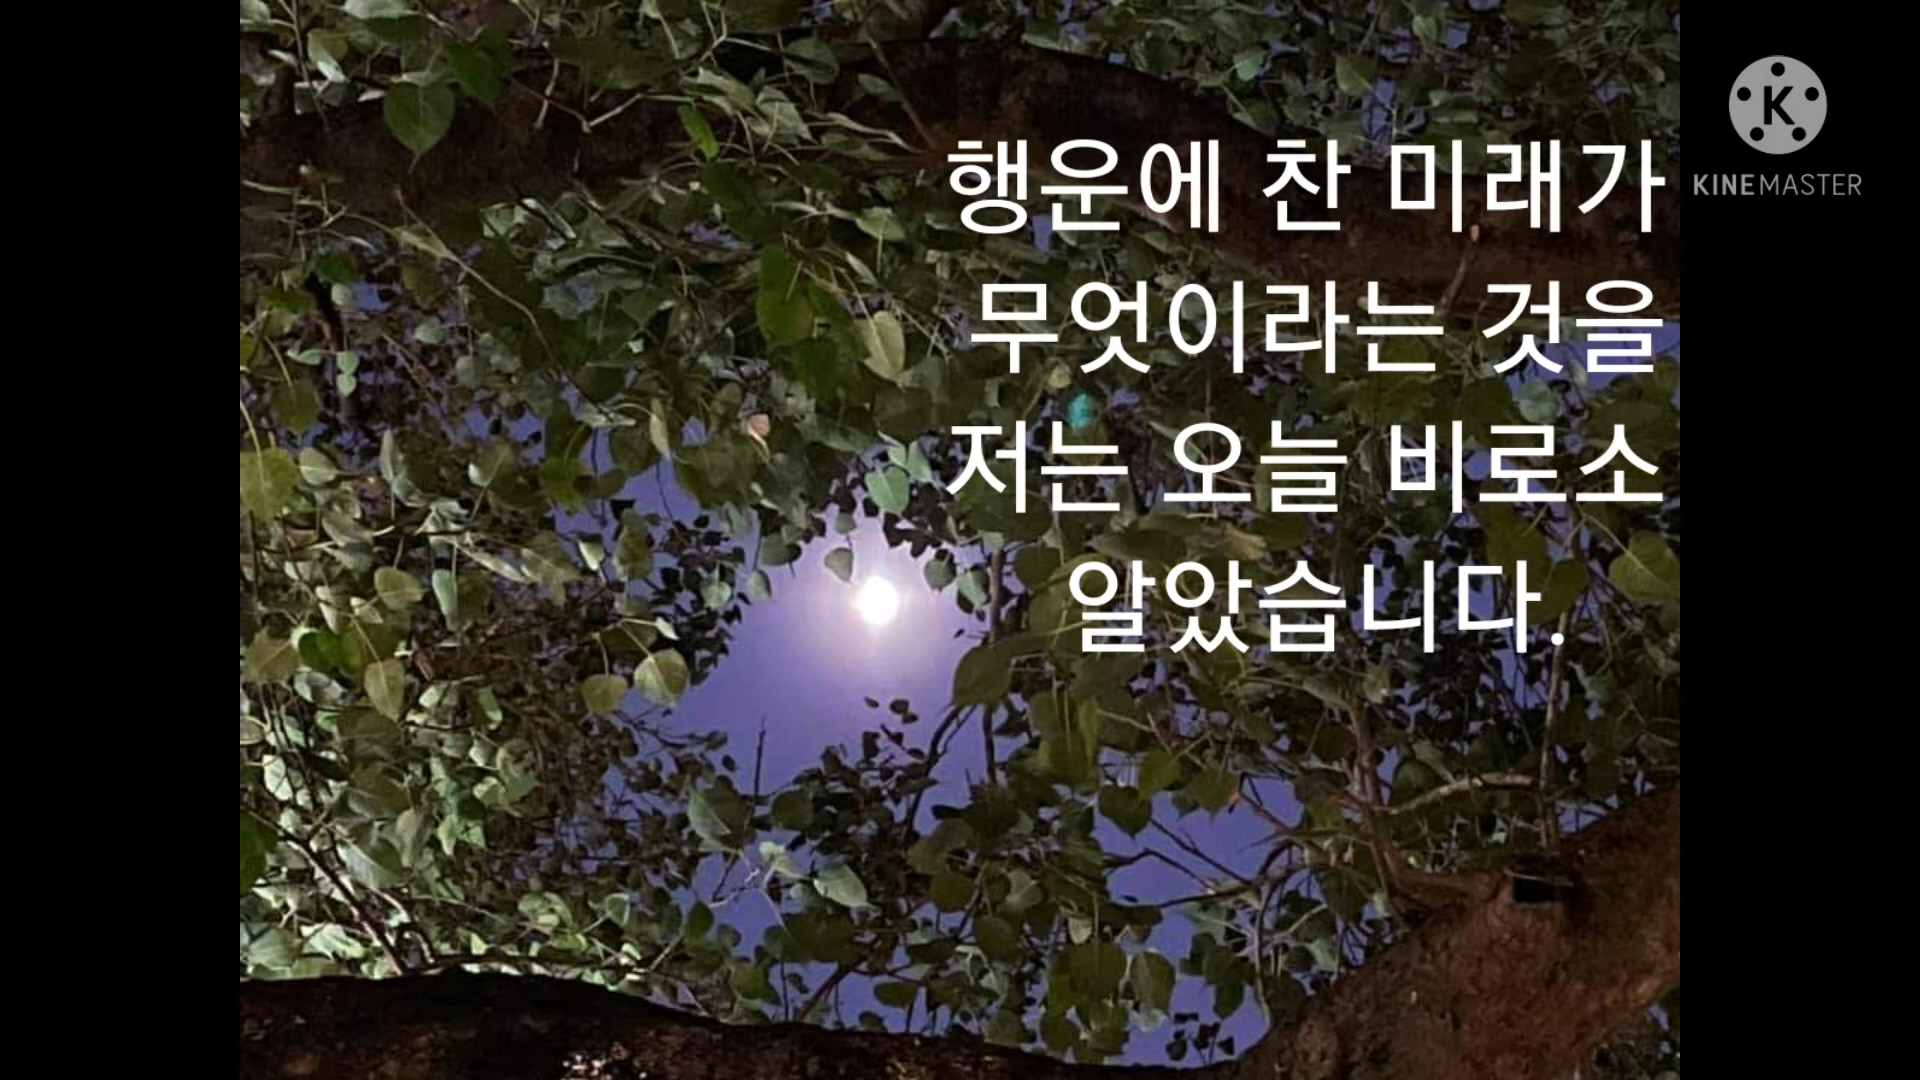 행운에 찬 미래가
무엇이라는 것을
저는 오늘 비로소
알았습니다.
K
KINEMASTER